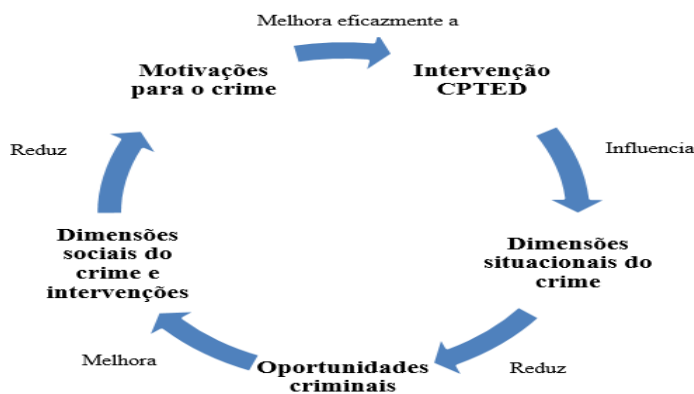 Melhora eficazmente a
Motivações
para o crime
Intervenção
CPTED
Influencia
Dimensões
situacionais do
crime
Reduz
Oportunidades
criminais
Melhora
Dimensões
sociais do
crime e
intervenções
Reduz